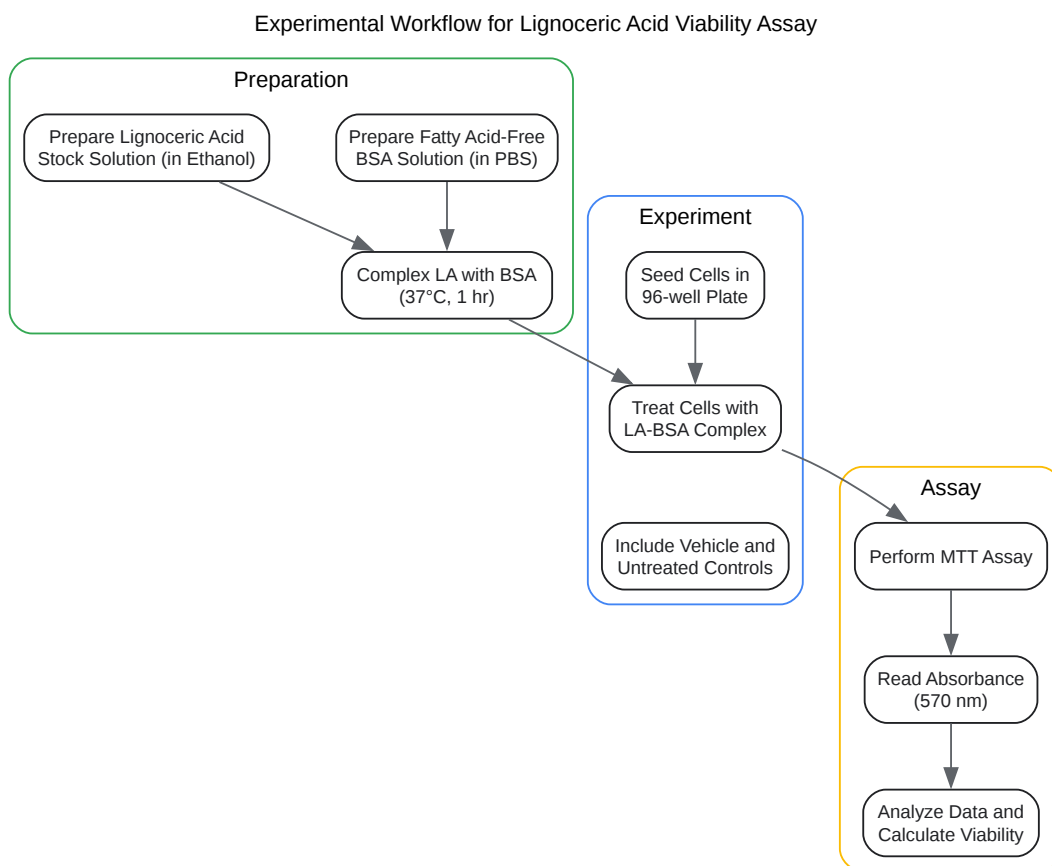 Experimental Workflow for Lignoceric Acid Viability Assay
Preparation
Prepare Lignoceric Acid
Stock Solution (in Ethanol)
Prepare Fatty Acid-Free
BSA Solution (in PBS)
Complex LA with BSA
(37°C, 1 hr)
Experiment
Seed Cells in
96-well Plate
Treat Cells with
LA-BSA Complex
Include Vehicle and
Untreated Controls
Assay
Perform MTT Assay
Read Absorbance
(570 nm)
Analyze Data and
Calculate Viability